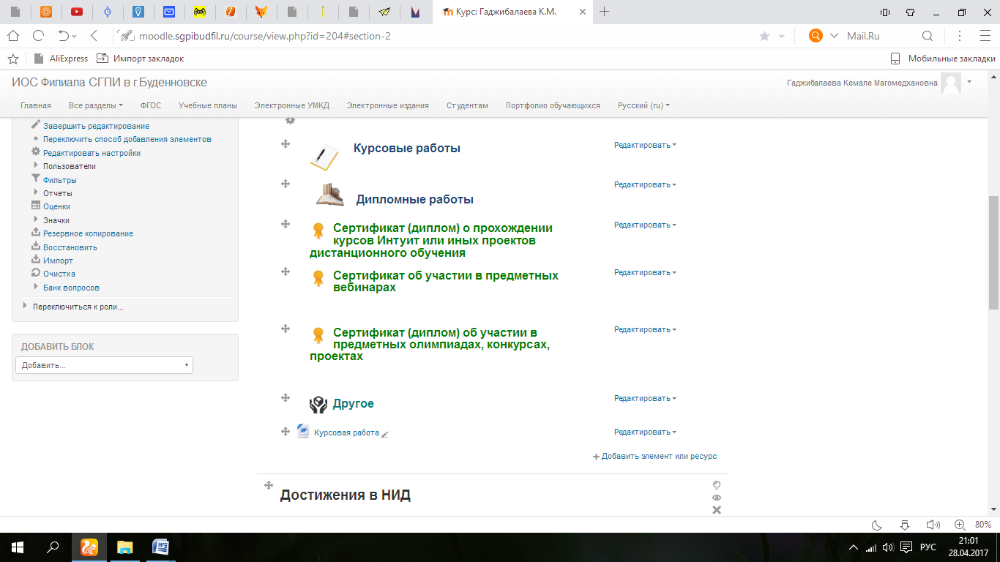 Курс: Гаджибалаева К.М.
moodle.sgpibudfil.ru/course/view.php?id=204#section-2
Mail.Ru
AliExpress
Импорт закладок
Мобильные закладки
ИОС Филиала СГПИ в г.Буденновске
Гаджибалаева Кемале Магомедхановна
Главная
Все разделы
ФГОС
Учебные планы
Электронные УМКД
Электронные издания
Студентам
Портфолио обучающихся
Русский (ru)
Завершить редактирование
Переключить способ добавления элементов
Редактировать настройки
Пользователи
Фильтры
Отчеты
Оценки
Значки
Резервное копирование
Восстановить
Импорт
Очистка
Банк вопросов
Переключиться к роли...
ДОБАВИТЬ БЛОК
Добавить...
Курсовые работы
Редактировать
Дипломные работы
Редактировать
Сертификат (диплом) о прохождении
курсов Интуит или иных проектов
дистанционного обучения
Редактировать
Сертификат об участии в предметных
вебинарах
Редактировать
Сертификат (диплом) об участии в
предметных олимпиадах, конкурсах,
проектах
Редактировать
Другое
Редактировать
Курсовая работа
Редактировать
Добавить элемент или ресурс
Достижения в НИД
80%
РУС
21:01
28.04.2017